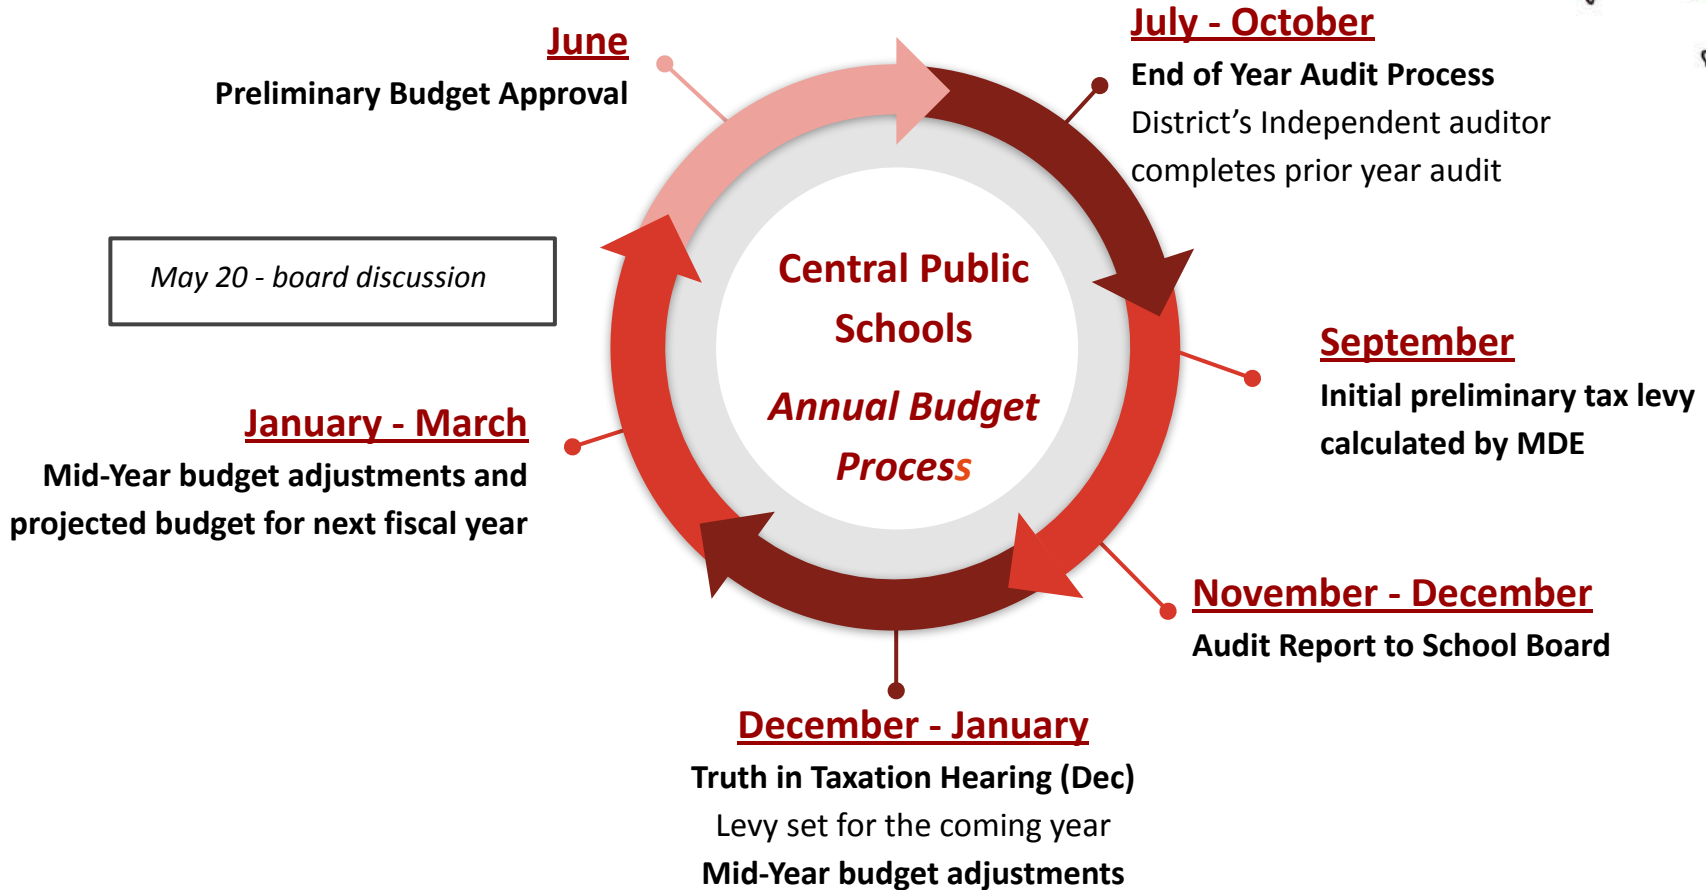 June
Preliminary Budget Approval
July - October
End of Year Audit Process
District’s Independent auditor
completes prior year audit
May 20 - board discussion
Central Public
Schools
Annual Budget
Process
September
Initial preliminary tax levy
calculated by MDE
January - March
Mid-Year budget adjustments and
projected budget for next fiscal year
November - December
Audit Report to School Board
December - January
Truth in Taxation Hearing (Dec)
Levy set for the coming year
Mid-Year budget adjustments